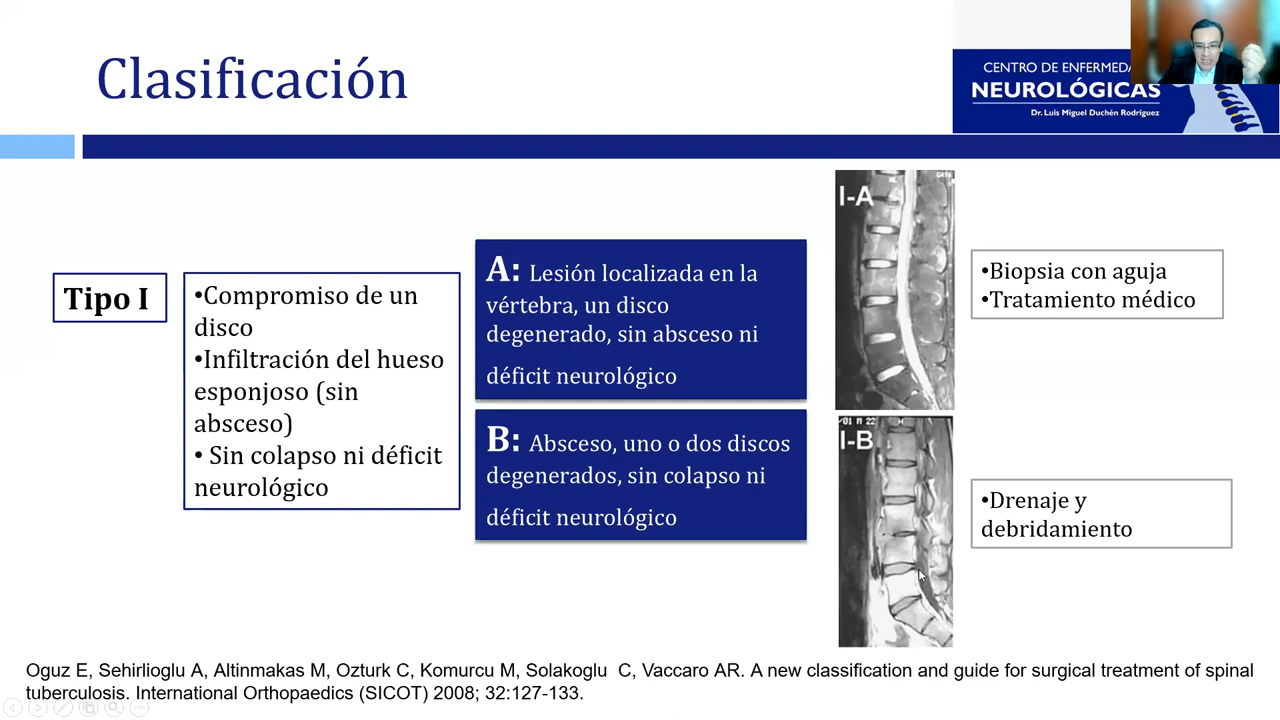 Clasificación
CENTRO DE ENFERMEDA
NEUROLÓGICAS
Dr. Luis Miguel Duchén Rodríguez
Tipo I
•Compromiso de un
disco
•Infiltración del hueso
esponjoso (sin
absceso)
• Sin colapso ni déficit
neurológico
A: Lesión localizada en la
vértebra, un disco
degenerado, sin absceso ni
déficit neurológico
B: Absceso, uno o dos discos
degenerados, sin colapso ni
déficit neurológico
I-A
I-B
•Biopsia con aguja
•Tratamiento médico
•Drenaje y
debridamiento
Oguz E, Sehirlioglu A, Altinmakas M, Ozturk C, Komurcu M, Solakoglu C, Vaccaro AR. A new classification and guide for surgical treatment of spinal
tuberculosis. International Orthopaedics (SICOT) 2008; 32:127-133.